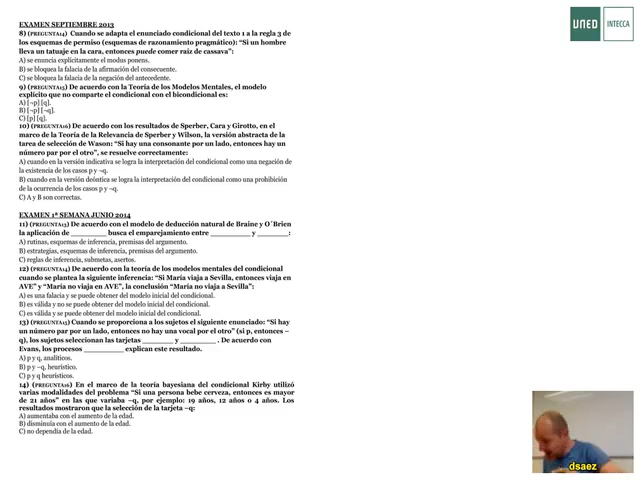 UNED INTECCA
EXAMEN SEPTIEMBRE 2013
8) (PREGUNTA14) Cuando se adapta el enunciado condicional del texto 1 a la regla 3 de
los esquemas de permiso (esquemas de razonamiento pragmático): “Si un hombre
lleva un tatuaje en la cara, entonces puede comer raíz de cassava”:
A) se enuncia explícitamente el modus ponens.
B) se bloquea la falacia de la afirmación del consecuente.
C) se bloquea la falacia de la negación del antecedente.
9) (PREGUNTA15) De acuerdo con la Teoría de los Modelos Mentales, el modelo
explícito que no comparte el condicional con el bicondicional es:
A) [¬p] [q].
B) [¬p] [¬q].
C) [p] [q].
10) (PREGUNTA16) De acuerdo con los resultados de Sperber, Cara y Girotto, en el
marco de la Teoría de la Relevancia de Sperber y Wilson, la versión abstracta de la
tarea de selección de Wason: “Si hay una consonante por un lado, entonces hay un
número par por el otro”, se resuelve correctamente:
A) cuando en la versión indicativa se logra la interpretación del condicional como una negación de
la existencia de los casos p y ¬q.
B) cuando en la versión deóntica se logra la interpretación del condicional como una prohibición
de la ocurrencia de los casos p y ¬q.
C) A y B son correctas.
EXAMEN 1ª SEMANA JUNIO 2014
11) (PREGUNTA13) De acuerdo con el modelo de deducción natural de Braine y O´Brien
la aplicación de ________ busca el emparejamiento entre _________ y _______:
A) rutinas, esquemas de inferencia, premisas del argumento.
B) estrategias, esquemas de inferencia, premisas del argumento.
C) reglas de inferencia, submetas, asertos.
12) (PREGUNTA14) De acuerdo con la teoría de los modelos mentales del condicional
cuando se plantea la siguiente inferencia: “Si María viaja a Sevilla, entonces viaja en
AVE” y “María no viaja en AVE”, la conclusión “María no viaja a Sevilla”:
A) es una falacia y se puede obtener del modelo inicial del condicional.
B) es válida y no se puede obtener del modelo inicial del condicional.
C) es válida y se puede obtener del modelo inicial del condicional.
13) (PREGUNTA15) Cuando se proporciona a los sujetos el siguiente enunciado: “Si hay
un número par por un lado, entonces no hay una vocal por el otro” (si p, entonces –
q), los sujetos seleccionan las tarjetas _______ y ________ . De acuerdo con
Evans, los procesos _________ explican este resultado.
A) p y q, analíticos.
B) p y –q, heurístico.
C) p y q heurísticos.
14) (PREGUNTA16) En el marco de la teoría bayesiana del condicional Kirby utilizó
varias modalidades del problema “Si una persona bebe cerveza, entonces es mayor
de 21 años” en las que variaba –q, por ejemplo: 19 años, 12 años o 4 años. Los
resultados mostraron que la selección de la tarjeta –q:
A) aumentaba con el aumento de la edad.
B) disminuía con el aumento de la edad.
C) no dependía de la edad.
dsaez